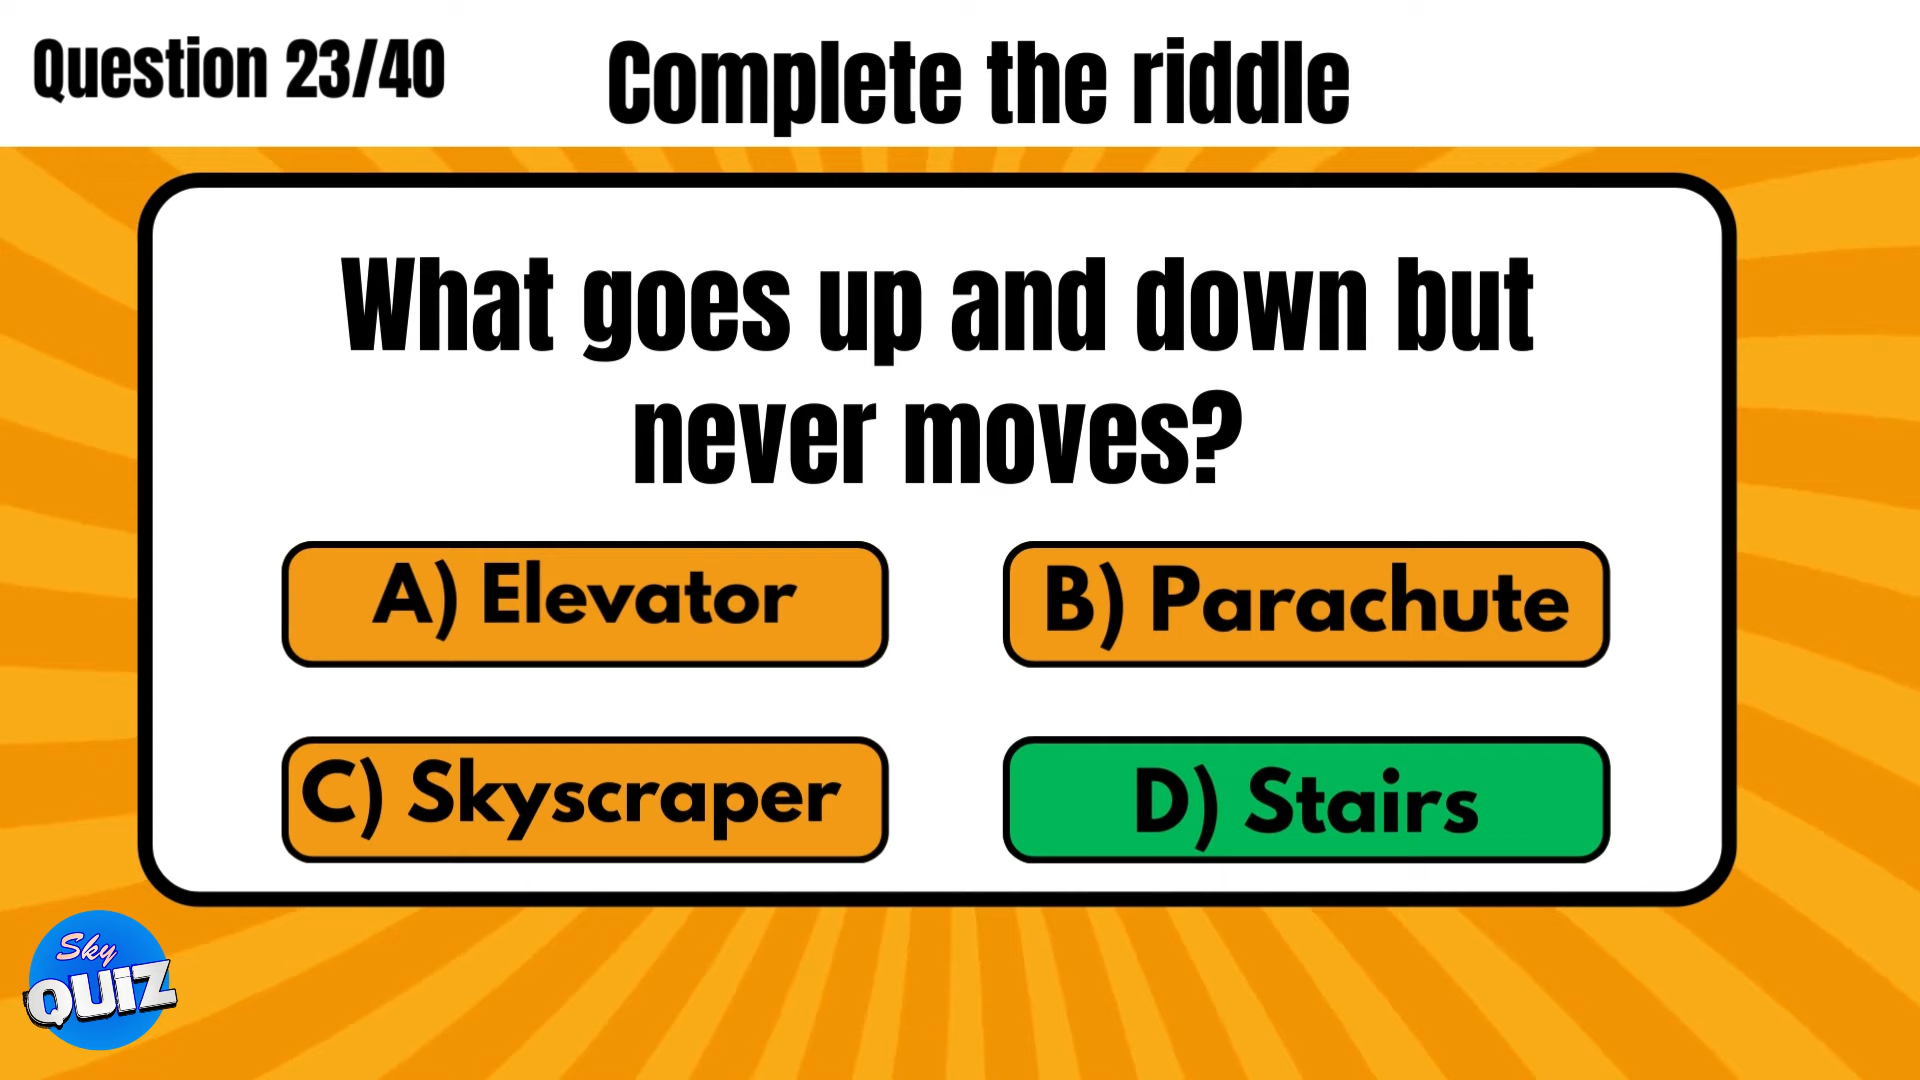 Question 23/40
Complete the riddle
What goes up and down but
never moves?
A) Elevator
B) Parachute
C) Skyscraper
D) Stairs
Sky
QUIZ